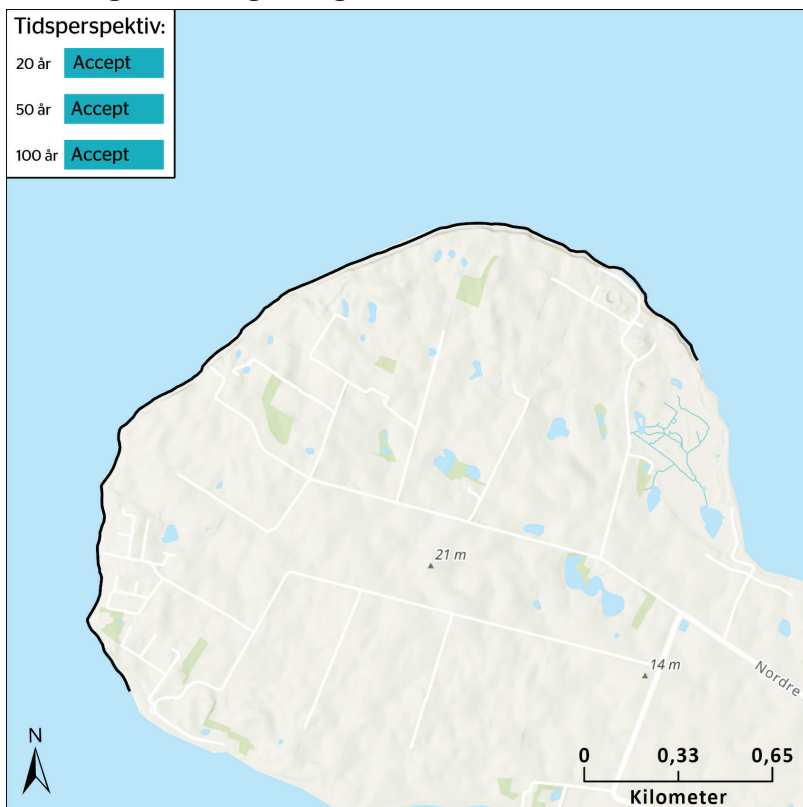 Tidsperspektiv:
20 år Accept
50 år Accept
100 år Accept
21 m
14 m
Nordre
N
0 0,33 0,65
Kilometer